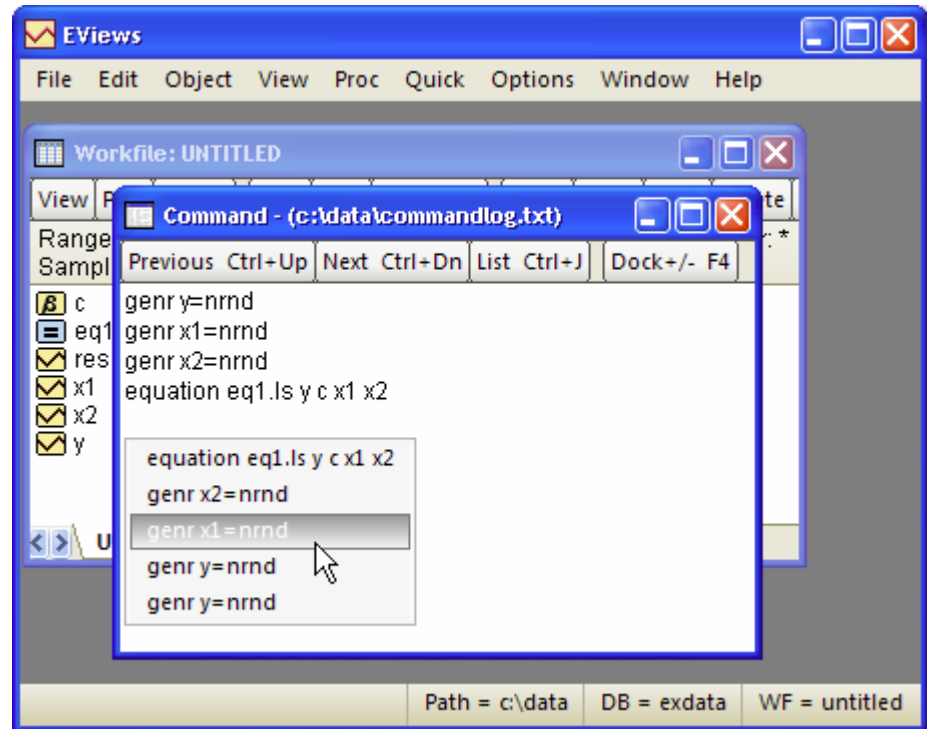 EViews
File Edit Object View Proc Quick Options Window Help
Workfile: UNTITLED
View
Command - (c:\data\commandlog.txt)
Range : *
Previous Ctrl+Up Next Ctrl+Dn List Ctrl+J Dock+/- F4
Sampl
c
eq1
res
x1
x2
y
genr y=nrnd
genr x1=nrnd
genr x2=nrnd
equation eq1.ls y c x1 x2
equation eq1.ls y c x1 x2
genr x2=nrnd
genr x1=nrnd
genr y=nrnd
genr y=nrnd
Path = c:\data DB = exdata WF = untitled